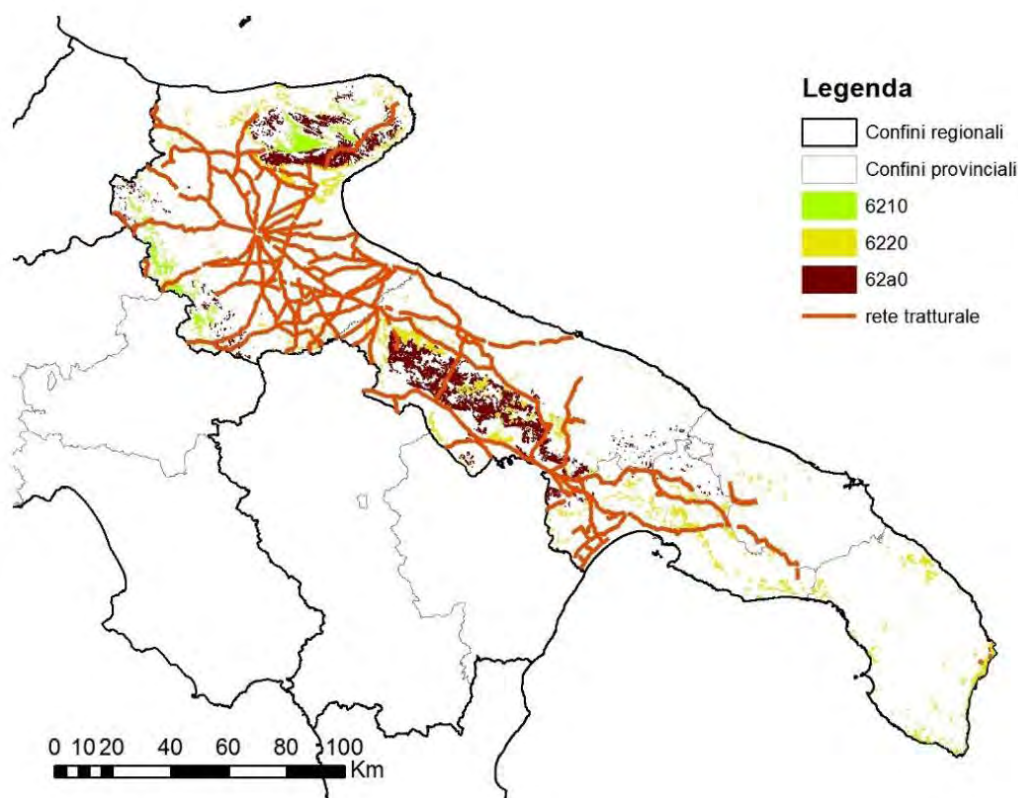 Legenda
Confini regionali
Confini provinciali
6210
6220
62a0
rete tratturale
0 10 20 40 60 80 100
Km